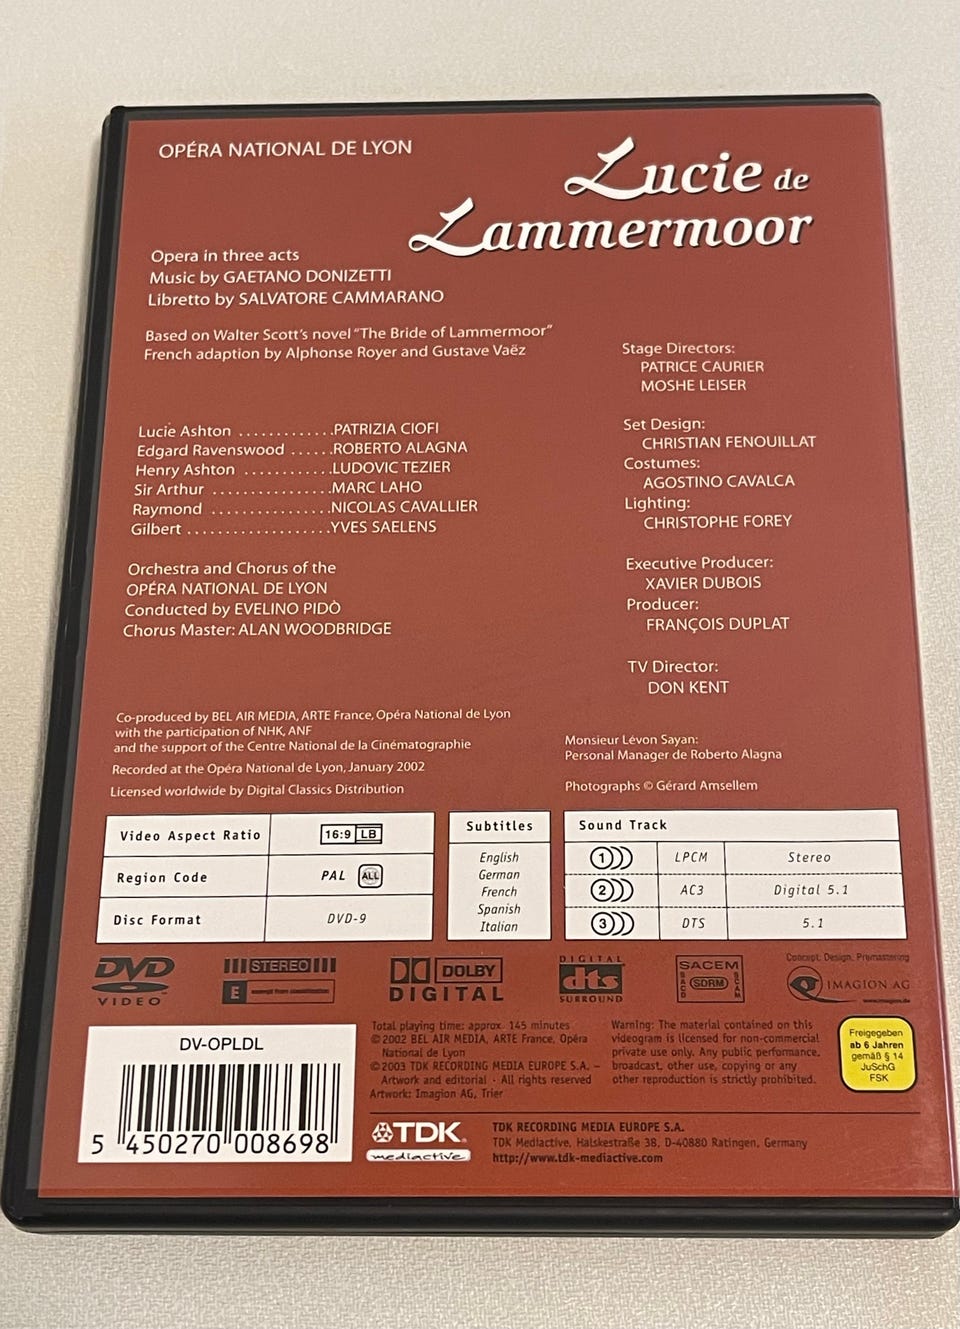 OPÉRA NATIONAL DE LYON
Lucie de
Lammermoor
Opera in three acts
Music by GAETANO DONIZETTI
Libretto by SALVATORE CAMMARANO
Based on Walter Scott's novel "The Bride of Lammermoor"
French adaption by Alphonse Royer and Gustave Vaëz
Lucie Ashton .............PATRIZIA CIOFI
Edgard Ravenswood ......ROBERTO ALAGNA
Henry Ashton ............LUDOVIC TEZIER
Sir Arthur ................MARC LAHO
Raymond ................NICOLAS CAVALLIER
Gilbert ...................YVES SAELENS
Orchestra and Chorus of the
OPÉRA NATIONAL DE LYON
Conducted by EVELINO PIDÒ
Chorus Master: ALAN WOODBRIDGE
Stage Directors:
PATRICE CAURIER
MOSHE LEISER
Set Design:
CHRISTIAN FENOUILLAT
Costumes:
AGOSTINO CAVALCA
Lighting:
CHRISTOPHE FOREY
Executive Producer:
XAVIER DUBOIS
Producer:
FRANÇOIS DUPLAT
TV Director:
DON KENT
Co-produced by BEL AIR MEDIA, ARTE France, Opéra National de Lyon
with the participation of NHK, ANF
and the support of the Centre National de la Cinématographie
Recorded at the Opéra National de Lyon, January 2002
Licensed worldwide by Digital Classics Distribution
Monsieur Lévon Sayan:
Personal Manager de Roberto Alagna
Photographs © Gérard Amsellem
Video Aspect Ratio 16:9 LB
Region Code PAL ALL
Disc Format DVD-9
Subtitles
English
German
French
Spanish
Italian
Sound Track
1 LPCM Stereo
2 AC3 Digital 5.1
3 DTS 5.1
DVD
VIDEO
STEREO
E exempt from classification
DOLBY
DIGITAL
DIGITAL
dts
SURROUND
SACEM
SACD
SDRM
SCAM
Concept, Design, Premastering
IMAGION AG
www.imagion.de
DV-OPLDL
5 450270 008698
Total playing time: approx. 145 minutes
©2002 BEL AIR MEDIA, ARTE France, Opéra
National de Lyon
©2003 TDK RECORDING MEDIA EUROPE S.A. –
Artwork and editorial · All rights reserved
Artwork: Imagion AG, Trier
Warning: The material contained on this
videogram is licensed for non-commercial
private use only. Any public performance,
broadcast, other use, copying or any
other reproduction is strictly prohibited.
Freigegeben
ab 6 Jahren
gemäß § 14
JuSchG
FSK
TDK
mediactive
TDK RECORDING MEDIA EUROPE S.A.
TDK Mediactive, Halskestraße 38, D-40880 Ratingen, Germany
http://www.tdk-mediactive.com